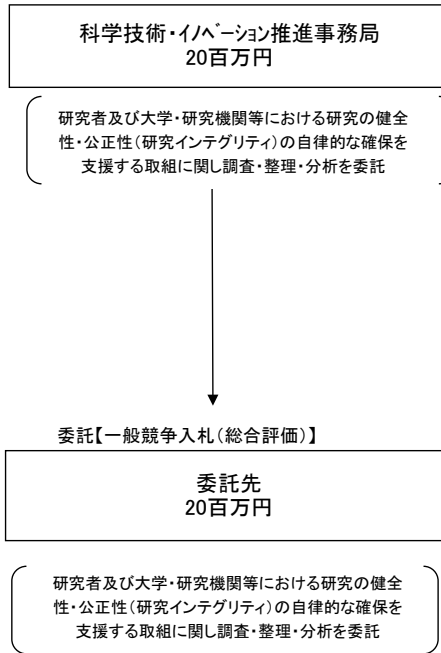 科学技術・イノベーション推進事務局
20百万円
研究者及び大学・研究機関等における研究の健全
性・公正性(研究インテグリティ)の自律的な確保を
支援する取組に関し調査・整理・分析を委託
委託【一般競争入札(総合評価)】
委託先
20百万円
研究者及び大学・研究機関等における研究の健全
性・公正性(研究インテグリティ)の自律的な確保を
支援する取組に関し調査・整理・分析を委託